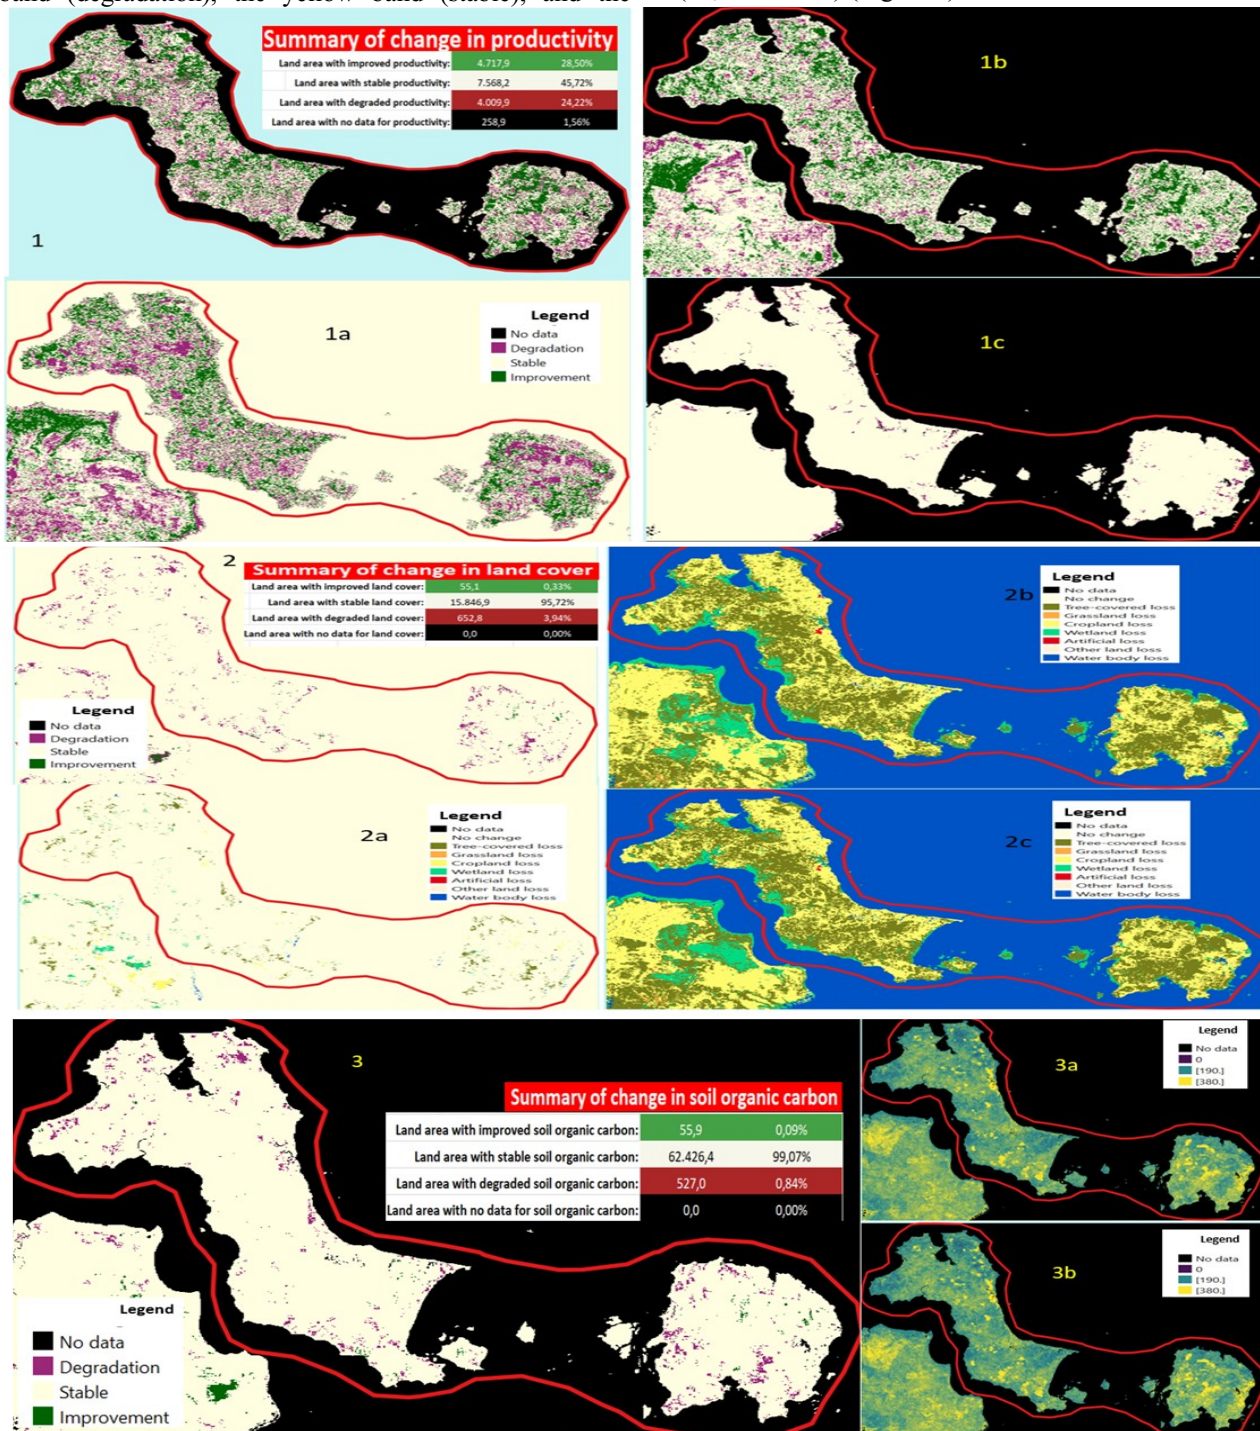 band (degradation), the yellow band (stable), and the
Summary of change in productivity
Land area with improved productivity: 4.717,9 28,50%
Land area with stable productivity: 7.568,2 45,72%
Land area with degraded productivity: 4.009,9 24,22%
Land area with no data for productivity: 258,9 1,56%
1
1b
1a
Legend
No data
Degradation
Stable
Improvement
1c
2
Summary of change in land cover
Land area with improved land cover: 55,1 0,33%
Land area with stable land cover: 15.846,9 95,72%
Land area with degraded land cover: 652,8 3,94%
Land area with no data for land cover: 0,0 0,00%
Legend
No data
Degradation
Stable
Improvement
2b
Legend
No data
No change
Tree-covered loss
Grassland loss
Cropland loss
Wetland loss
Artificial loss
Other land loss
Water body loss
2a
Legend
No data
No change
Tree-covered loss
Grassland loss
Cropland loss
Wetland loss
Artificial loss
Other land loss
Water body loss
2c
Legend
No data
No change
Tree-covered loss
Grassland loss
Cropland loss
Wetland loss
Artificial loss
Other land loss
Water body loss
3
Summary of change in soil organic carbon
Land area with improved soil organic carbon: 55,9 0,09%
Land area with stable soil organic carbon: 62.426,4 99,07%
Land area with degraded soil organic carbon: 527,0 0,84%
Land area with no data for soil organic carbon: 0,0 0,00%
Legend
No data
Degradation
Stable
Improvement
3a
Legend
No data
0
[190.]
[380.]
3b
Legend
No data
0
[190.]
[380.]